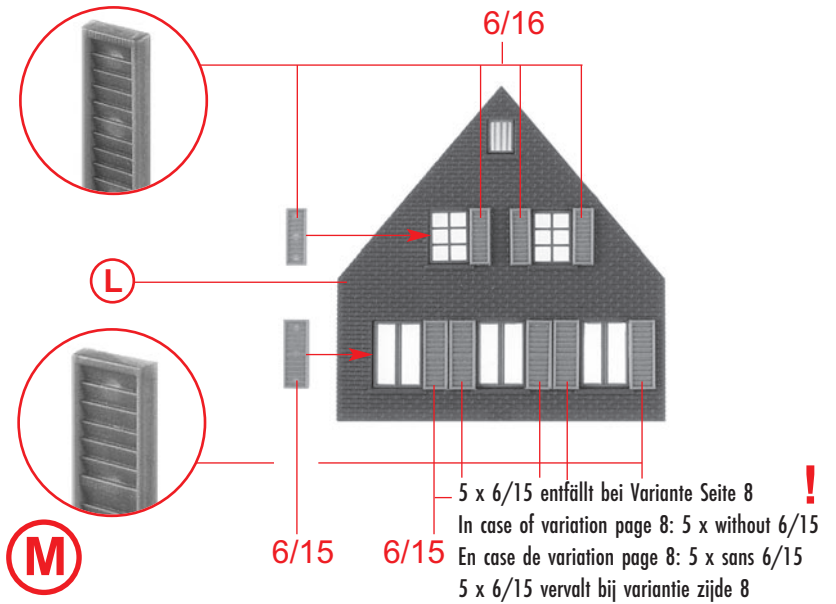 6/16
L
M
6/15
6/15
5 x 6/15 entfällt bei Variante Seite 8
!
In case of variation page 8: 5 x without 6/15
En case de variation page 8: 5 x sans 6/15
5 x 6/15 vervalt bij variantie zijde 8